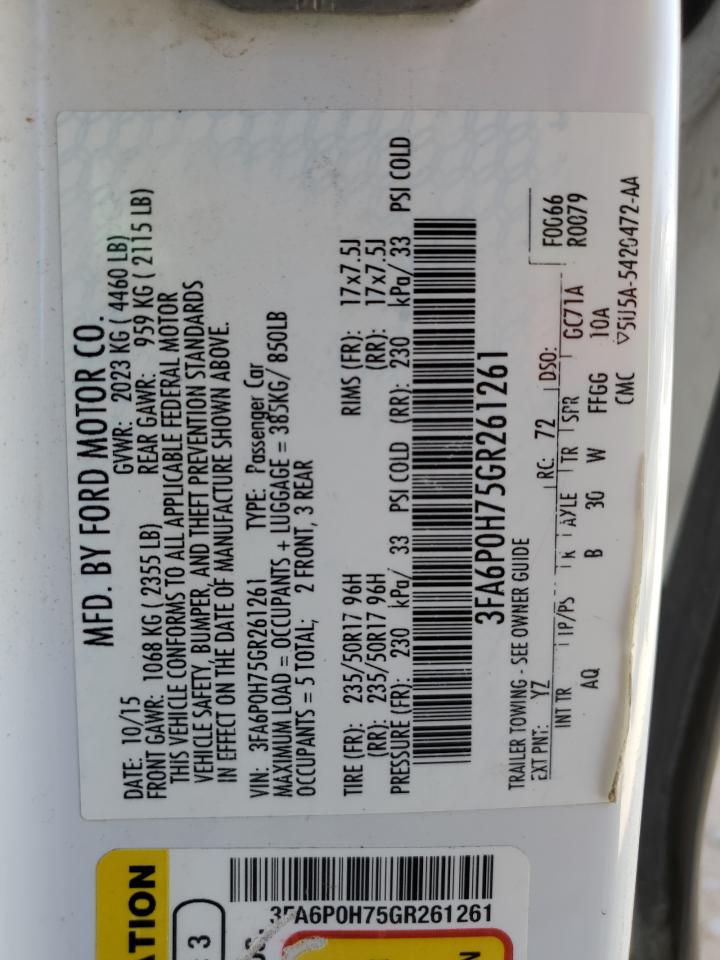 MFD. BY FORD MOTOR CO.
DATE: 10/15 GVWR: 2023 KG ( 4460 LB)
FRONT GAWR: 1068 KG ( 2355 LB) REAR GAWR: 959 KG ( 2115 LB)
THIS VEHICLE CONFORMS TO ALL APPLICABLE FEDERAL MOTOR
VEHICLE SAFETY, BUMPER, AND THEFT PREVENTION STANDARDS
IN EFFECT ON THE DATE OF MANUFACTURE SHOWN ABOVE.
VIN: 3FA6P0H75GR261261 TYPE: Passenger Car
MAXIMUM LOAD = OCCUPANTS + LUGGAGE = 385KG/ 850LB
OCCUPANTS = 5 TOTAL; 2 FRONT, 3 REAR
TIRE (FR): 235/50R17 96H RIMS (FR): 17x7.5J
(RR): 235/50R17 96H (RR): 17x7.5J
PRESSURE (FR): 230 kPa/ 33 PSI COLD (RR): 230 kPa/ 33 PSI COLD
3FA6P0H75GR261261
TRAILER TOWING - SEE OWNER GUIDE
EXT PNT: YZ RC: 72 DSO: F0066
R0079
INT TR TP/PS R AXLE TR SPR GC71A
AQ B 30 W FFGG 10A
CMC 5U5A-5420472-AA
ATION
3
3FA6P0H75GR261261
N